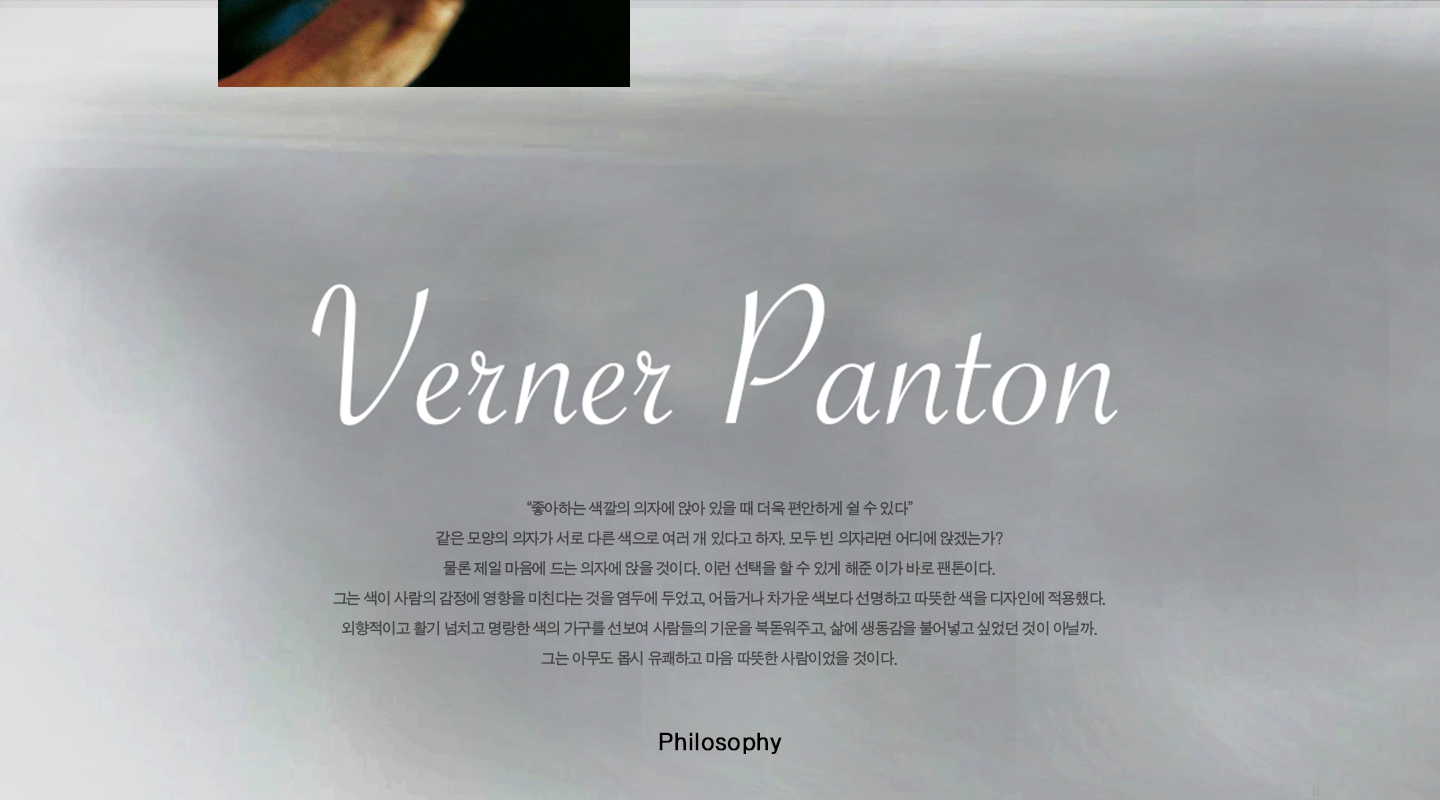 Verner Panton
“좋아하는 색깔의 의자에 앉아 있을 때 더욱 편안하게 쉴 수 있다”
같은 모양의 의자가 서로 다른 색으로 여러 개 있다고 하자. 모두 빈 의자라면 어디에 앉겠는가?
물론 제일 마음에 드는 의자에 앉을 것이다. 이런 선택을 할 수 있게 해준 이가 바로 팬톤이다.
그는 색이 사람의 감정에 영향을 미친다는 것을 염두에 두었고, 어둡거나 차가운 색보다 선명하고 따뜻한 색을 디자인에 적용했다.
외향적이고 활기 넘치고 명랑한 색의 가구를 선보여 사람들의 기운을 북돋워주고, 삶에 생동감을 불어넣고 싶었던 것이 아닐까.
그는 아무도 몹시 유쾌하고 마음 따뜻한 사람이었을 것이다.
Philosophy